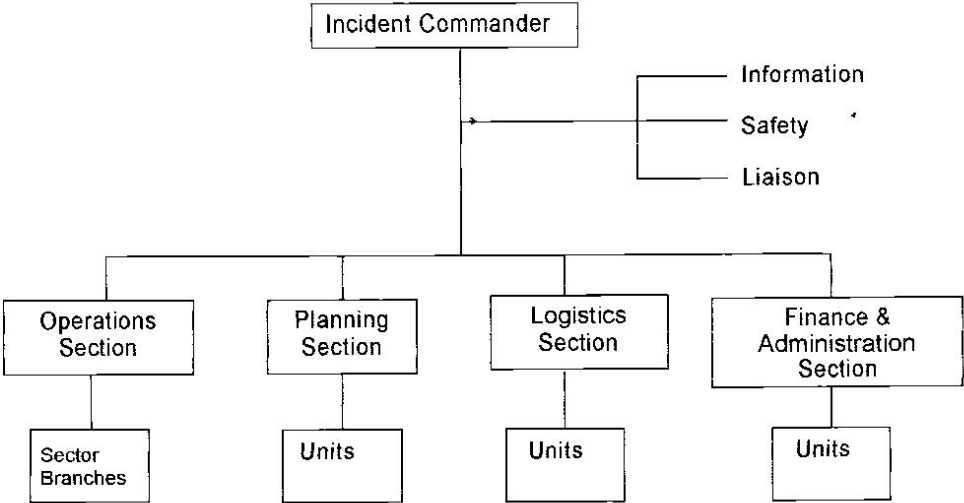 Incident Commander
Information
Safety
Liaison
Operations
Section
Planning
Section
Logistics
Section
Finance &
Administration
Section
Sector
Branches
Units
Units
Units